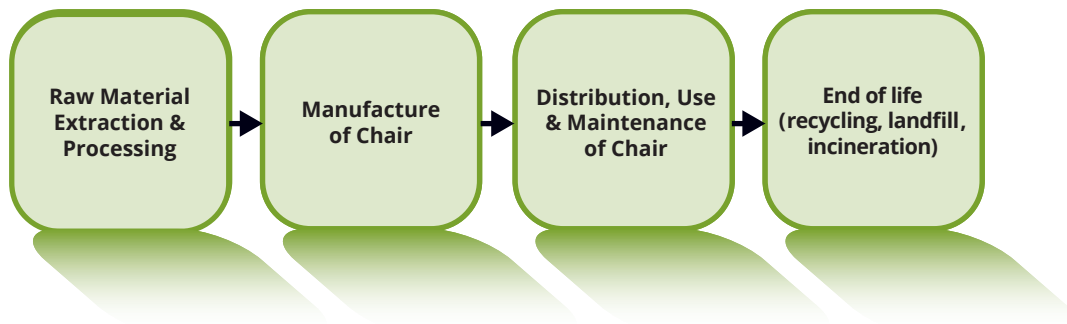 Raw Material
Extraction &
Processing
Manufacture
of Chair
Distribution, Use
& Maintenance
of Chair
End of life
(recycling, landfill,
incineration)